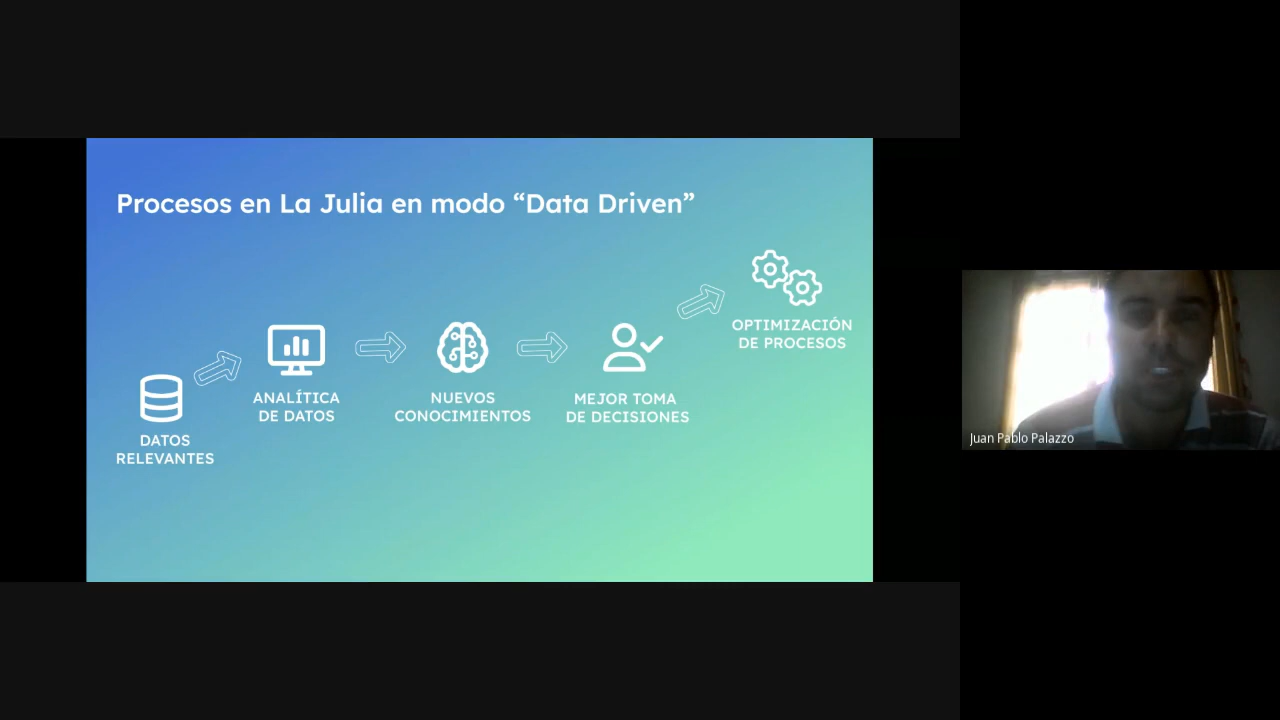 Procesos en La Julia en modo “Data Driven”
DATOS
RELEVANTES
ANALÍTICA
DE DATOS
NUEVOS
CONOCIMIENTOS
MEJOR TOMA
DE DECISIONES
OPTIMIZACIÓN
DE PROCESOS
Juan Pablo Palazzo